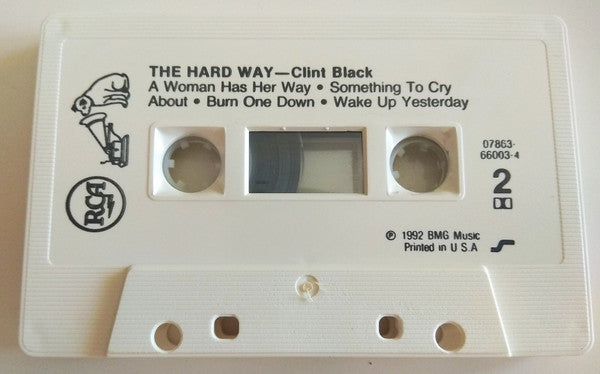 THE HARD WAY—Clint Black
A Woman Has Her Way • Something To Cry
About • Burn One Down • Wake Up Yesterday
07863-
66003-4
2
RCA
℗ 1992 BMG Music
Printed in U.S.A